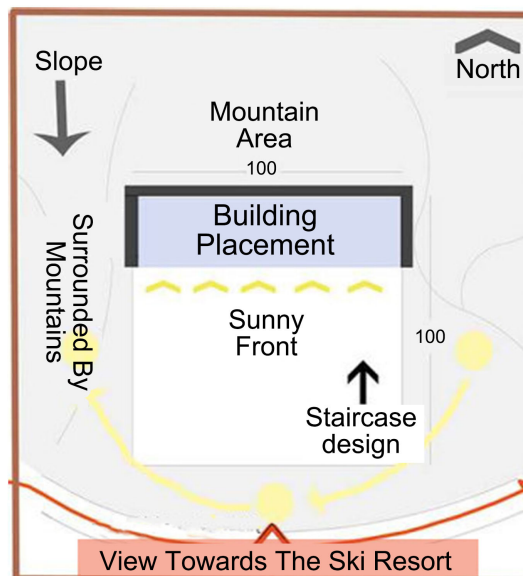 Slope
North
Mountain
Area
100
Building
Placement
Surrounded By
Mountains
Sunny
Front
100
Staircase
design
View Towards The Ski Resort